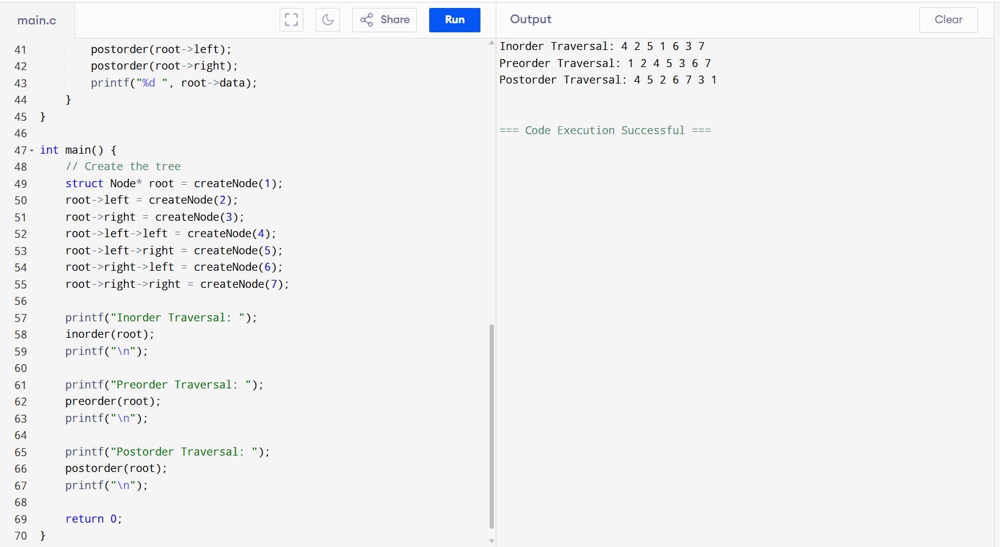 main.c
Share
Run
Output
Clear
41 postorder(root->left);
42 postorder(root->right);
43 printf("%d ", root->data);
44 }
45 }
46
47 int main() {
48 // Create the tree
49 struct Node* root = createNode(1);
50 root->left = createNode(2);
51 root->right = createNode(3);
52 root->left->left = createNode(4);
53 root->left->right = createNode(5);
54 root->right->left = createNode(6);
55 root->right->right = createNode(7);
56
57 printf("Inorder Traversal: ");
58 inorder(root);
59 printf("\n");
60
61 printf("Preorder Traversal: ");
62 preorder(root);
63 printf("\n");
64
65 printf("Postorder Traversal: ");
66 postorder(root);
67 printf("\n");
68
69 return 0;
70 }
Inorder Traversal: 4 2 5 1 6 3 7
Preorder Traversal: 1 2 4 5 3 6 7
Postorder Traversal: 4 5 2 6 7 3 1
=== Code Execution Successful ===